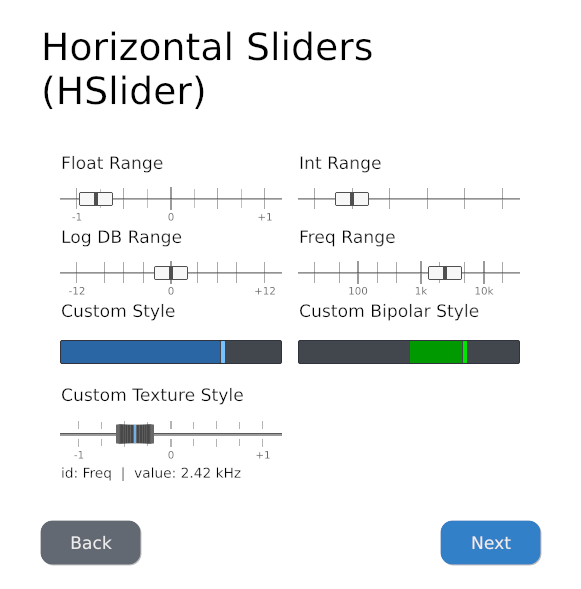 Horizontal Sliders
(HSlider)
Float Range
Int Range
-1 0 +1
Log DB Range
Freq Range
-12 0 +12
100 1k 10k
Custom Style
Custom Bipolar Style
Custom Texture Style
-1 0 +1
id: Freq | value: 2.42 kHz
Back
Next